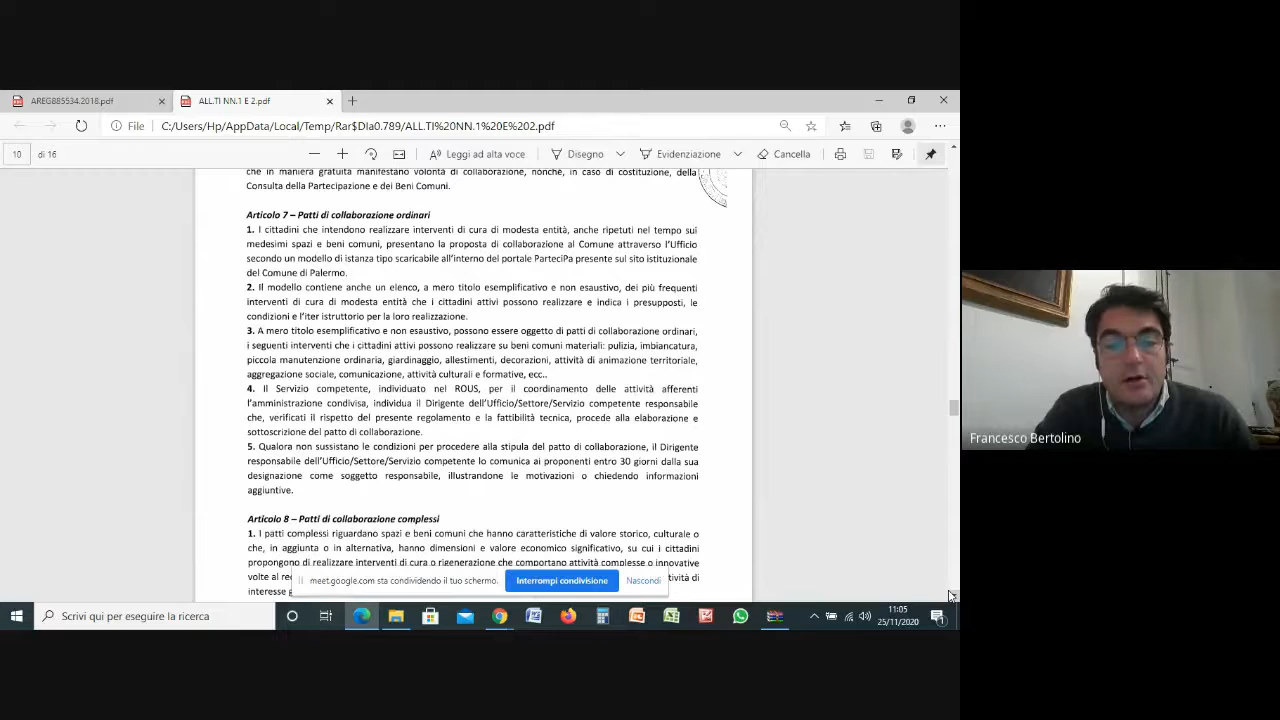 AREG885534.2018.pdf
ALL.TI NN.1 E 2.pdf
File
C:/Users/Hp/AppData/Local/Temp/Rar$DIa0.789/ALL.TI%20NN.1%20E%202.pdf
10 di 16
Leggi ad alta voce
Disegno
Evidenziazione
Cancella
che in maniera gratuita manifestano volontà di collaborazione, nonché, in caso di costituzione, della
Consulta della Partecipazione e dei Beni Comuni.
Articolo 7 – Patti di collaborazione ordinari
1. I cittadini che intendono realizzare interventi di cura di modesta entità, anche ripetuti nel tempo sui
medesimi spazi e beni comuni, presentano la proposta di collaborazione al Comune attraverso l'Ufficio
secondo un modello di istanza tipo scaricabile all'interno del portale ParteciPa presente sul sito istituzionale
del Comune di Palermo.
2. Il modello contiene anche un elenco, a mero titolo esemplificativo e non esaustivo, dei più frequenti
interventi di cura di modesta entità che i cittadini attivi possono realizzare e indica i presupposti, le
condizioni e l'iter istruttorio per la loro realizzazione.
3. A mero titolo esemplificativo e non esaustivo, possono essere oggetto di patti di collaborazione ordinari,
i seguenti interventi che i cittadini attivi possono realizzare su beni comuni materiali: pulizia, imbiancatura,
piccola manutenzione ordinaria, giardinaggio, allestimenti, decorazioni, attività di animazione territoriale,
aggregazione sociale, comunicazione, attività culturali e formative, ecc..
4. Il Servizio competente, individuato nel ROUS, per il coordinamento delle attività afferenti
l'amministrazione condivisa, individua il Dirigente dell'Ufficio/Settore/Servizio competente responsabile
che, verificati il rispetto del presente regolamento e la fattibilità tecnica, procede alla elaborazione e
sottoscrizione del patto di collaborazione.
5. Qualora non sussistano le condizioni per procedere alla stipula del patto di collaborazione, il Dirigente
responsabile dell'Ufficio/Settore/Servizio competente lo comunica ai proponenti entro 30 giorni dalla sua
designazione come soggetto responsabile, illustrandone le motivazioni o chiedendo informazioni
aggiuntive.
Articolo 8 – Patti di collaborazione complessi
1. I patti complessi riguardano spazi e beni comuni che hanno caratteristiche di valore storico, culturale o
che, in aggiunta o in alternativa, hanno dimensioni e valore economico significativo, su cui i cittadini
propongono di realizzare interventi di cura o rigenerazione che comportano attività complesse o innovative
volte al
tività di
interesse
meet.google.com sta condividendo il tuo schermo.
Interrompi condivisione
Nascondi
Francesco Bertolino
Scrivi qui per eseguire la ricerca
11:05
25/11/2020
1